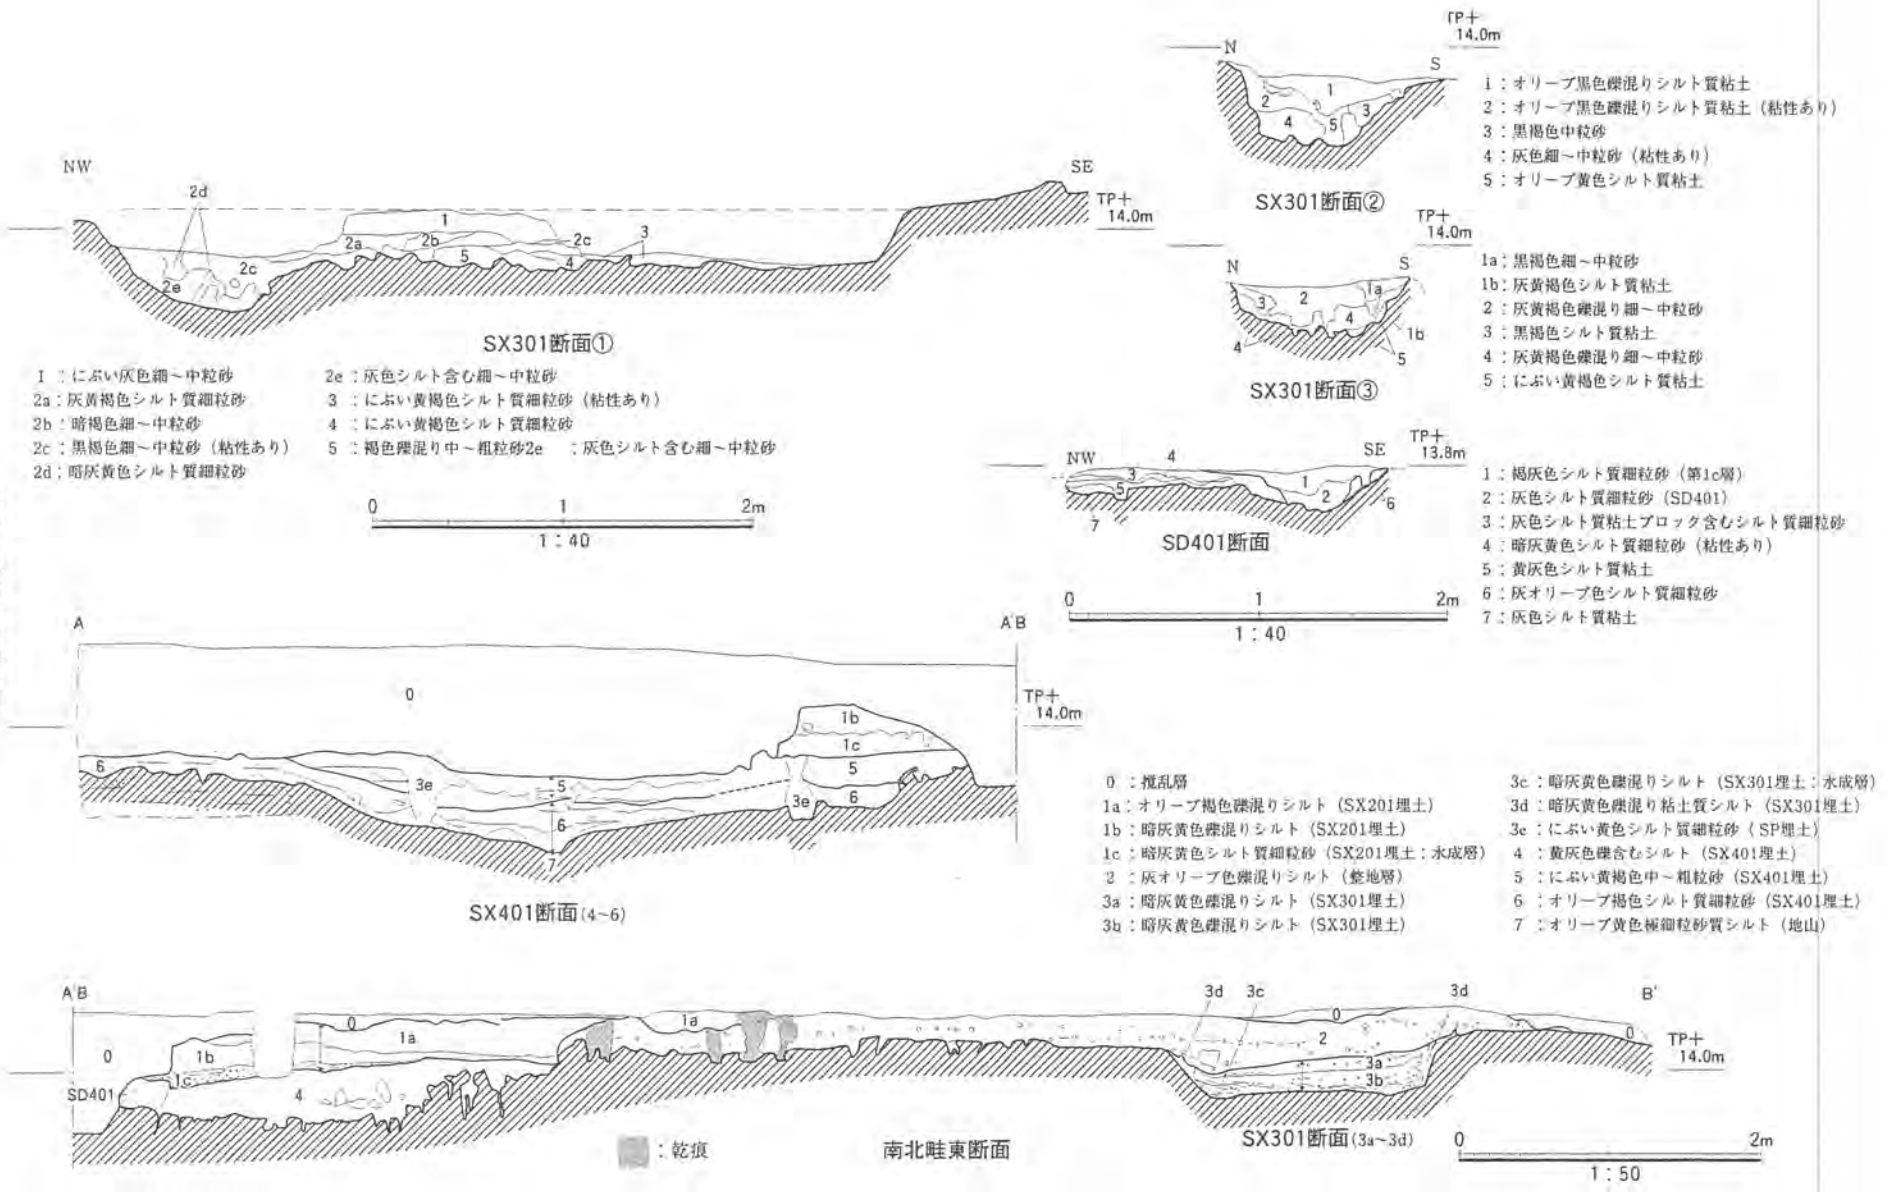 NW
2d
1
2a
2b
2c
3
5
4
2c
2e
SE
TP+
14.0m
SX301断面①
1 : にぶい灰色細～中粒砂
2a : 灰黄褐色シルト質細粒砂
2b : 暗褐色細～中粒砂
2c : 黒褐色細～中粒砂（粘性あり）
2d : 暗灰黄色シルト質細粒砂
2e : 灰色シルト含む細～中粒砂
3 : にぶい黄褐色シルト質細粒砂（粘性あり）
4 : にぶい黄褐色シルト質細粒砂
5 : 褐色礫混り中～粗粒砂2e : 灰色シルト含む細～中粒砂
0 1 2m
1 : 40
TP+
14.0m
N
S
1
2
3
4
5
SX301断面②
1 : オリーブ黒色礫混りシルト質粘土
2 : オリーブ黒色礫混りシルト質粘土（粘性あり）
3 : 黒褐色中粒砂
4 : 灰色細～中粒砂（粘性あり）
5 : オリーブ黄色シルト質粘土
TP+
14.0m
N
S
3
2
1a
4
1b
4
5
SX301断面③
1a : 黒褐色細～中粒砂
1b : 灰黄褐色シルト質粘土
2 : 灰黄褐色礫混り細～中粒砂
3 : 黒褐色シルト質粘土
4 : 灰黄褐色礫混り細～中粒砂
5 : にぶい黄褐色シルト質粘土
TP+
13.8m
NW
4
SE
3
1
5
2
6
7
SD401断面
1 : 褐灰色シルト質細粒砂（第1c層）
2 : 灰色シルト質細粒砂（SD401）
3 : 灰色シルト質粘土ブロック含むシルト質細粒砂
4 : 暗灰黄色シルト質細粒砂（粘性あり）
5 : 黄灰色シルト質粘土
6 : 灰オリーブ色シルト質細粒砂
7 : 灰色シルト質粘土
0 1 2m
1 : 40
A
A'B
0
TP+
14.0m
1b
1c
6
3e
5
5
3e
6
6
7
SX401断面(4~6)
0 : 攪乱層
1a : オリーブ褐色礫混りシルト（SX201埋土）
1b : 暗灰黄色礫混りシルト（SX201埋土）
1c : 暗灰黄色シルト質細粒砂（SX201埋土：水成層）
2 : 灰オリーブ色礫混りシルト（整地層）
3a : 暗灰黄色礫混りシルト（SX301埋土）
3b : 暗灰黄色礫混りシルト（SX301埋土）
3c : 暗灰黄色礫混りシルト（SX301埋土：水成層）
3d : 暗灰黄色礫混り粘土質シルト（SX301埋土）
3e : にぶい黄色シルト質細粒砂（SP埋土）
4 : 黄灰色礫含むシルト（SX401埋土）
5 : にぶい黄褐色中～粗粒砂（SX401埋土）
6 : オリーブ褐色シルト質細粒砂（SX401埋土）
7 : オリーブ黄色極細粒砂質シルト（地山）
A'B
3d
3c
3d
B'
0
1a
1a
0
0
1b
2
0
TP+
14.0m
1c
3a
3b
SD401
4
: 乾痕
南北畦東断面
SX301断面(3a~3d)
0 2m
1 : 50